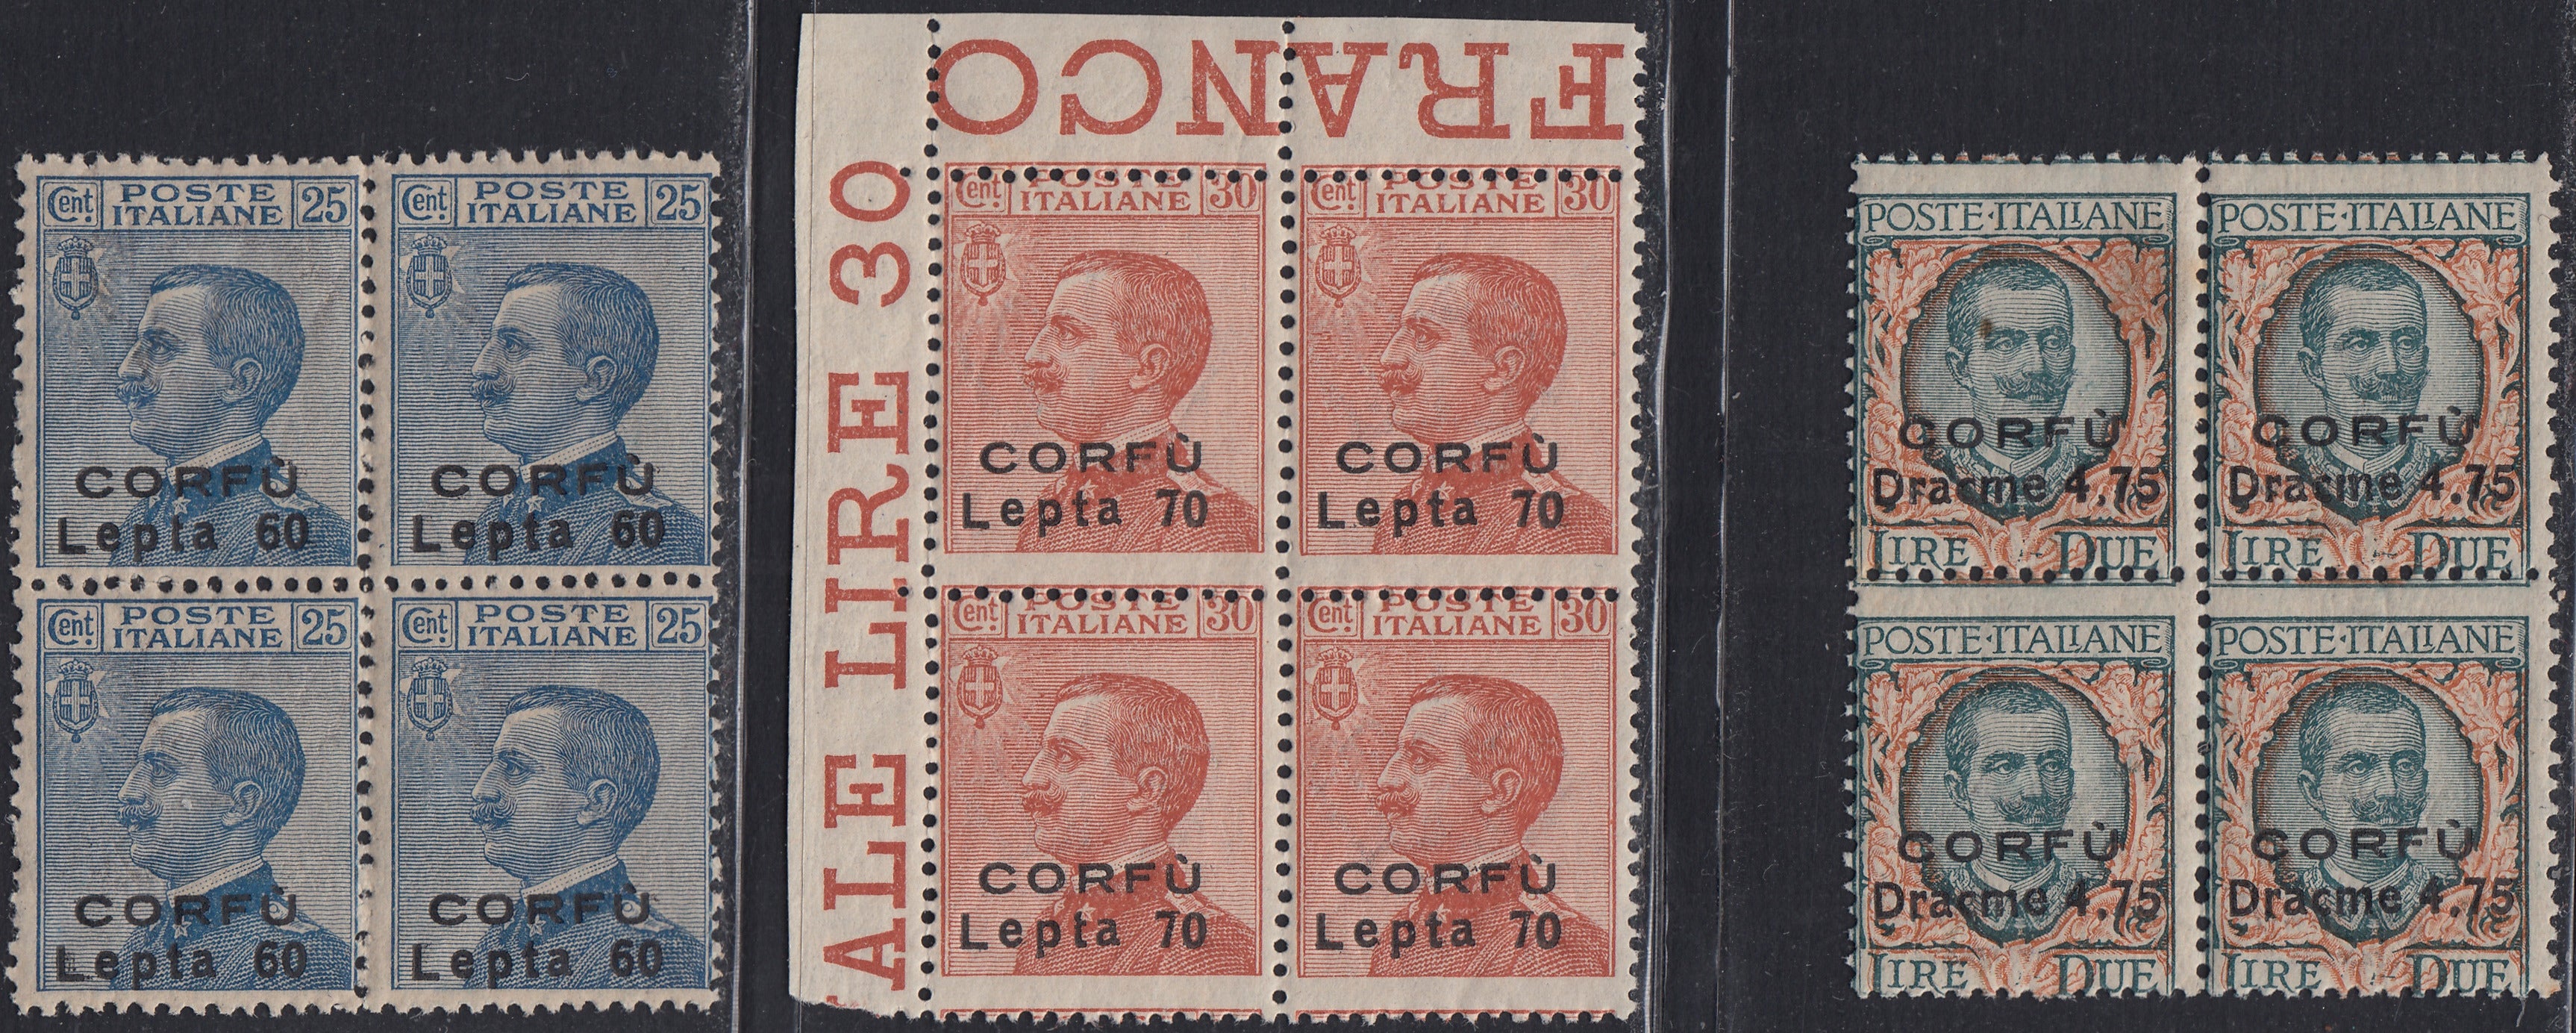 Cent. POSTE ITALIANE 25
CORFÙ
Lepta 60
Cent. POSTE ITALIANE 25
CORFÙ
Lepta 60
Cent. POSTE ITALIANE 25
CORFÙ
Lepta 60
Cent. POSTE ITALIANE 25
CORFÙ
Lepta 60
FRANCO
ALE LIRE 30
Cent. POSTE ITALIANE 30
CORFÙ
Lepta 70
Cent. POSTE ITALIANE 30
CORFÙ
Lepta 70
Cent. POSTE ITALIANE 30
CORFÙ
Lepta 70
Cent. POSTE ITALIANE 30
CORFÙ
Lepta 70
POSTE·ITALIANE
CORFÙ
Dracme 4.75
LIRE DUE
POSTE·ITALIANE
CORFÙ
Dracme 4.75
LIRE DUE
POSTE·ITALIANE
CORFÙ
Dracme 4.75
LIRE DUE
POSTE·ITALIANE
CORFÙ
Dracme 4.75
LIRE DUE